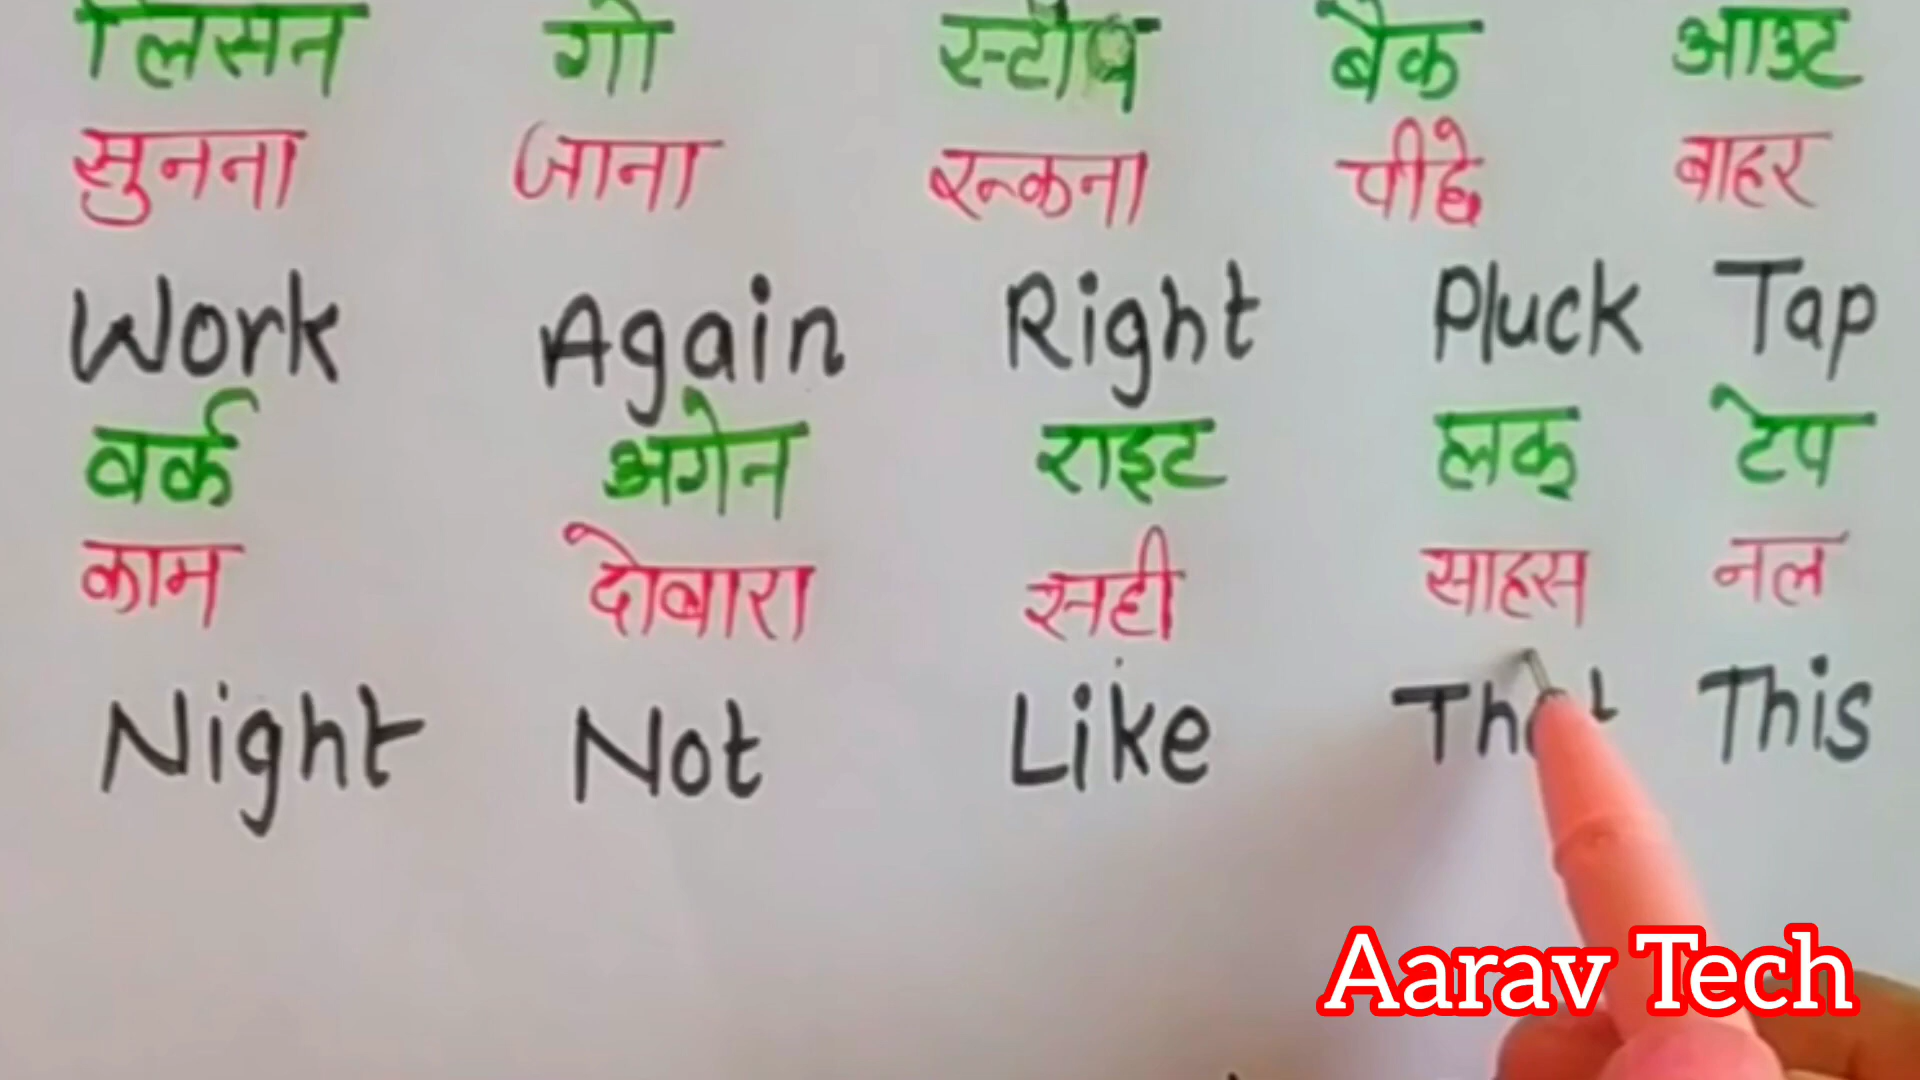 लिसन गो स्टॉप बैक आउट
सुनना जाना रूकना पीछे बाहर
Work Again Right Pluck Tap
वर्क अगेन राइट लक् टेप
काम दोबारा सही साहस नल
Night Not Like This
Aarav Tech